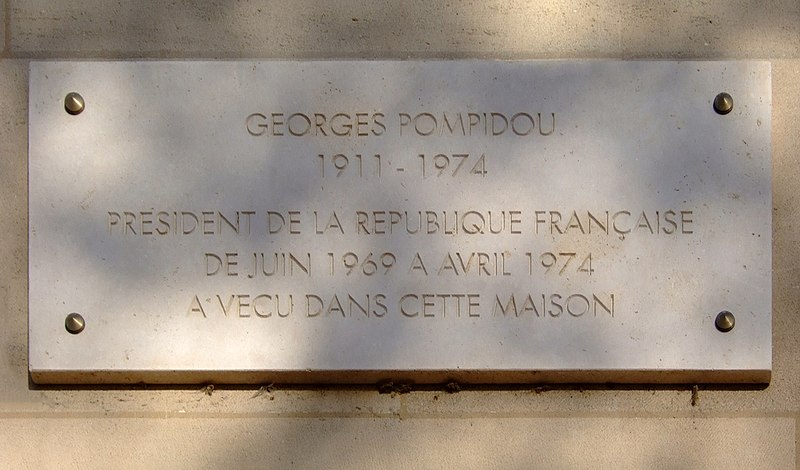 GEORGES POMPIDOU
1911 - 1974
PRÉSIDENT DE LA REPUBLIQUE FRANÇAISE
DE JUIN 1969 A AVRIL 1974
A VECU DANS CETTE MAISON